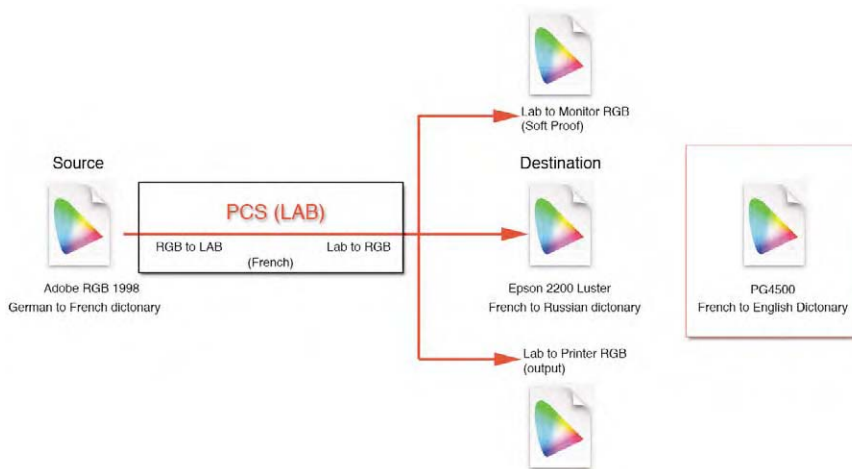 Lab to Monitor RGB
(Soft Proof)
Source
Destination
PCS (LAB)
RGB to LAB
Lab to RGB
(French)
Adobe RGB 1998
German to French dictonary
Epson 2200 Luster
French to Russian dictonary
PG4500
French to English Dictonary
Lab to Printer RGB
(output)